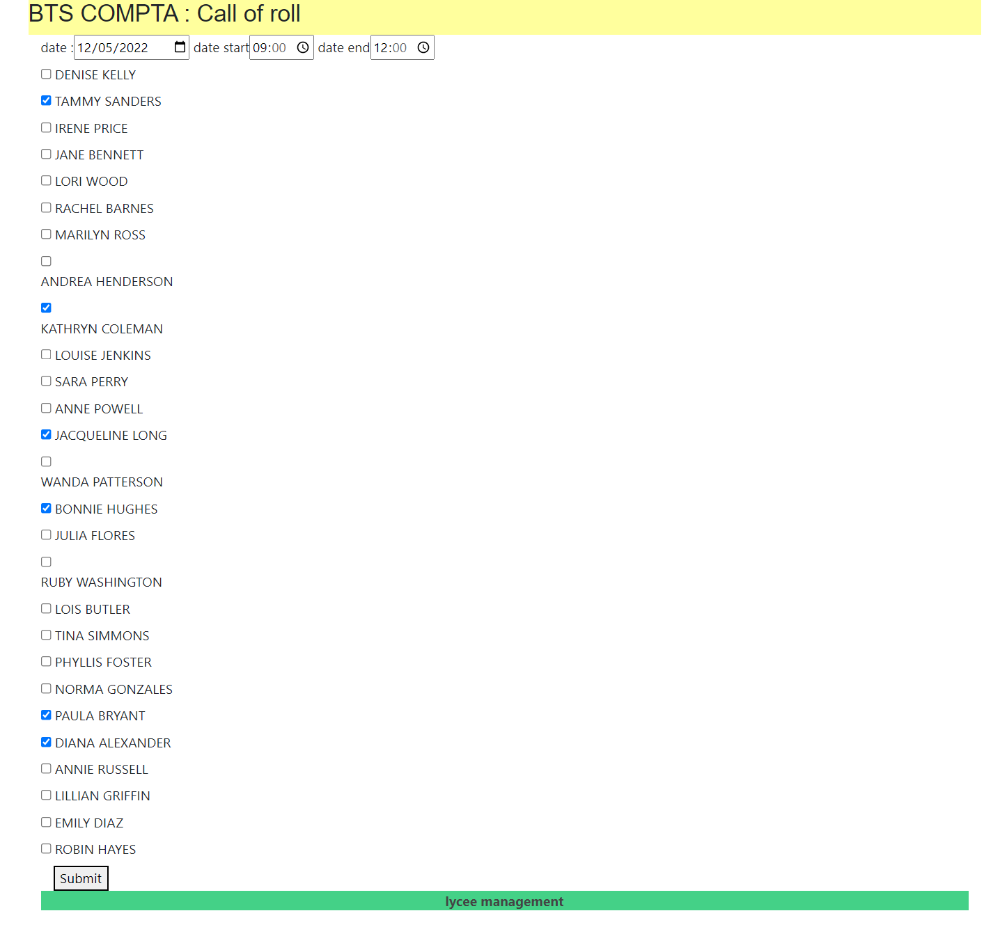 BTS COMPTA : Call of roll
date : 12/05/2022 date start 09:00 date end 12:00
DENISE KELLY
TAMMY SANDERS
IRENE PRICE
JANE BENNETT
LORI WOOD
RACHEL BARNES
MARILYN ROSS
ANDREA HENDERSON
KATHRYN COLEMAN
LOUISE JENKINS
SARA PERRY
ANNE POWELL
JACQUELINE LONG
WANDA PATTERSON
BONNIE HUGHES
JULIA FLORES
RUBY WASHINGTON
LOIS BUTLER
TINA SIMMONS
PHYLLIS FOSTER
NORMA GONZALES
PAULA BRYANT
DIANA ALEXANDER
ANNIE RUSSELL
LILLIAN GRIFFIN
EMILY DIAZ
ROBIN HAYES
Submit
lycee management